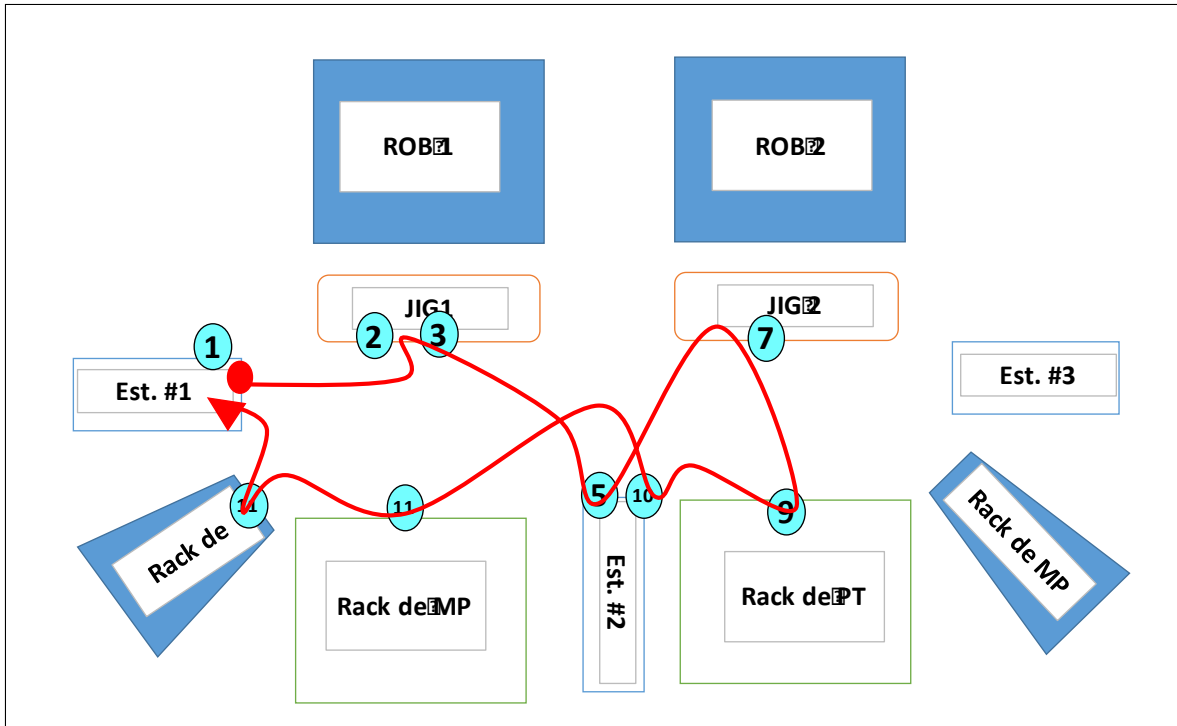 ROB 1
ROB 2
JIG1
JIG 2
2
3
7
1
Est. #1
Est. #3
5
10
11
11
9
Rack de
Rack de MP
Est. #2
Rack de PT
Rack de MP